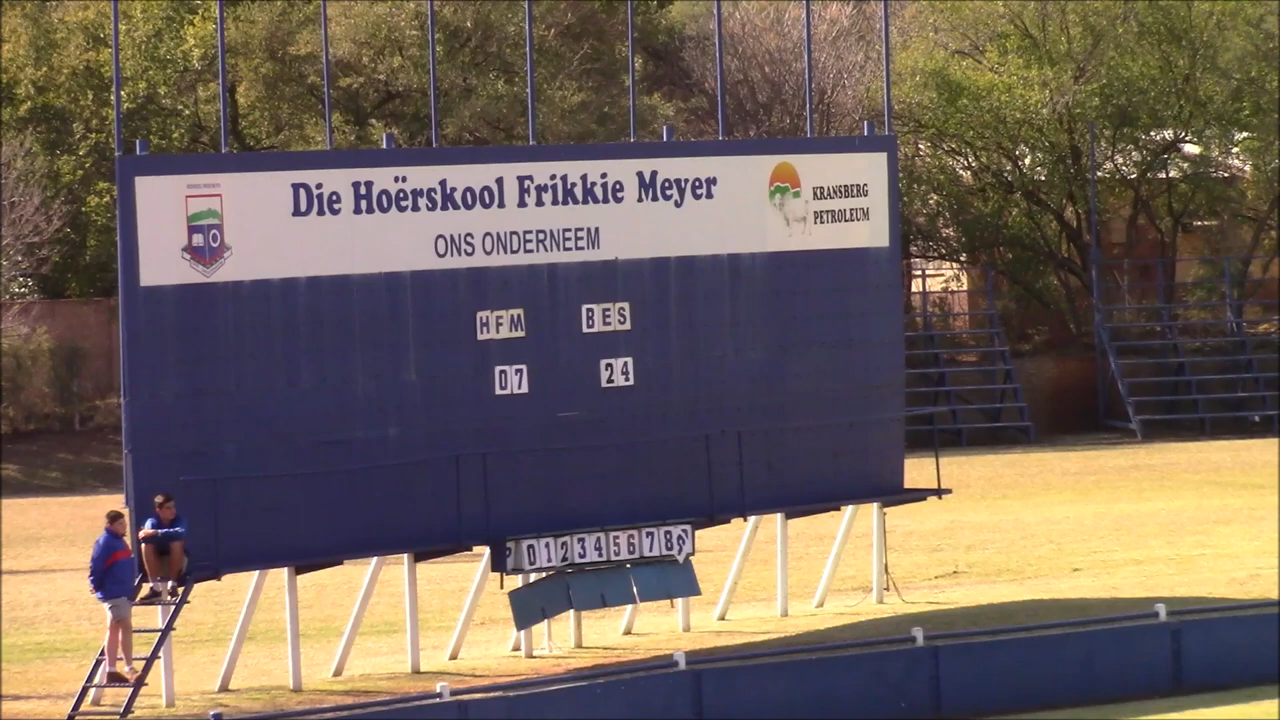 Die Hoërskool Frikkie Meyer
ONS ONDERNEEM
KRANSBERG
PETROLEUM
HFM BES
07 24
0 1 2 3 4 5 6 7 8